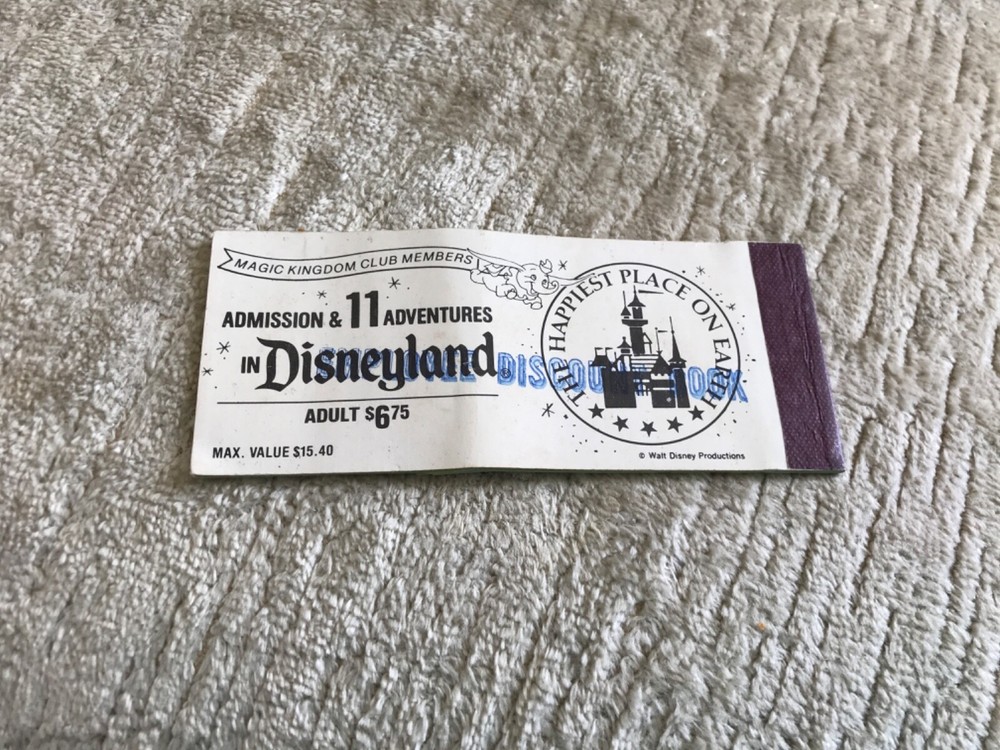 MAGIC KINGDOM CLUB MEMBERS
ADMISSION & 11 ADVENTURES
IN Disneyland®
ADULT $6 75
MAX. VALUE $15.40
THE HAPPIEST PLACE ON EARTH
DISCOUNT BOOK
© Walt Disney Productions